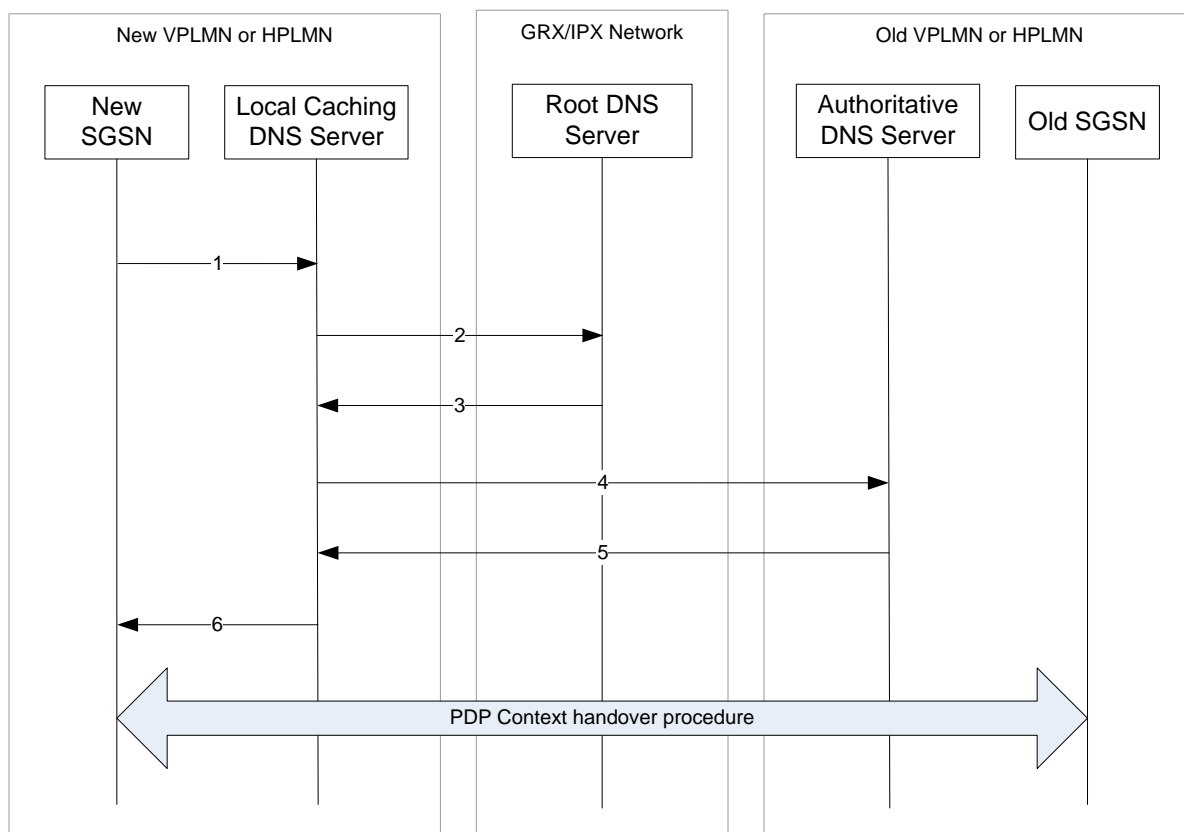 New VPLMN or HPLMN
GRX/IPX Network
Old VPLMN or HPLMN
New
SGSN
Local Caching
DNS Server
Root DNS
Server
Authoritative
DNS Server
Old SGSN
1
2
3
4
5
6
PDP Context handover procedure